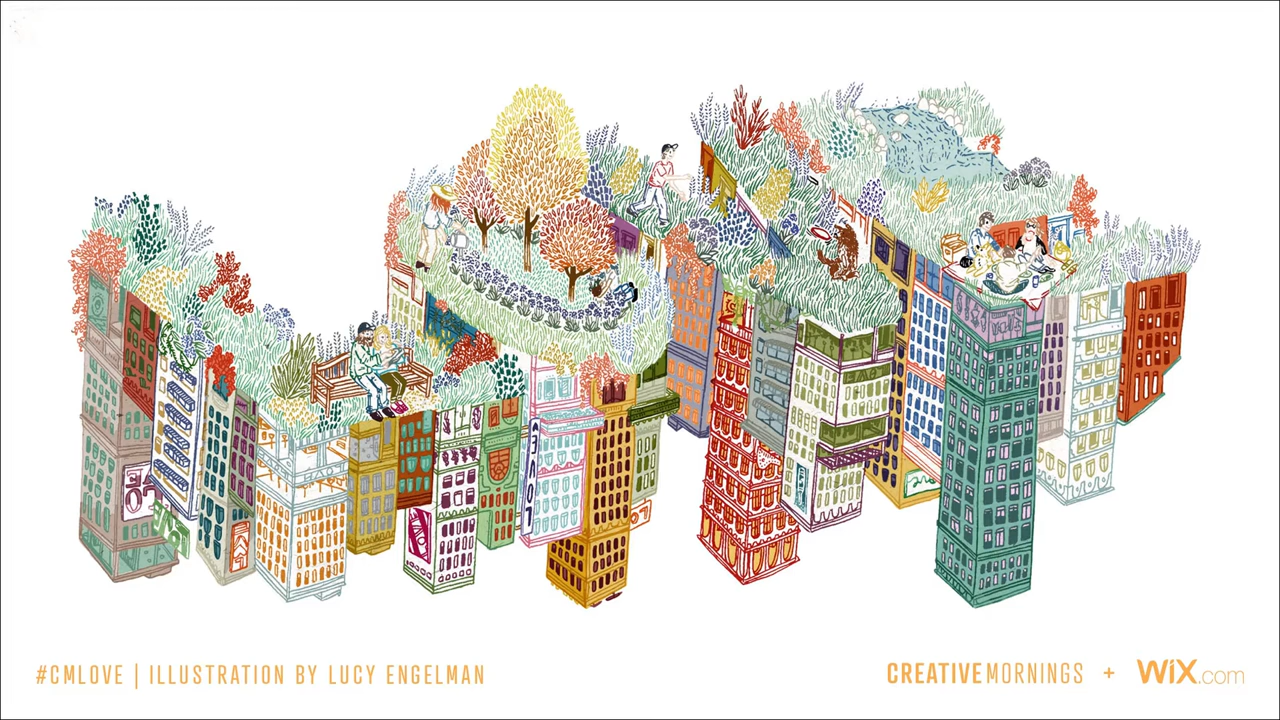 #CMLOVE | ILLUSTRATION BY LUCY ENGELMAN
CREATIVEMORNINGS + WiX.com